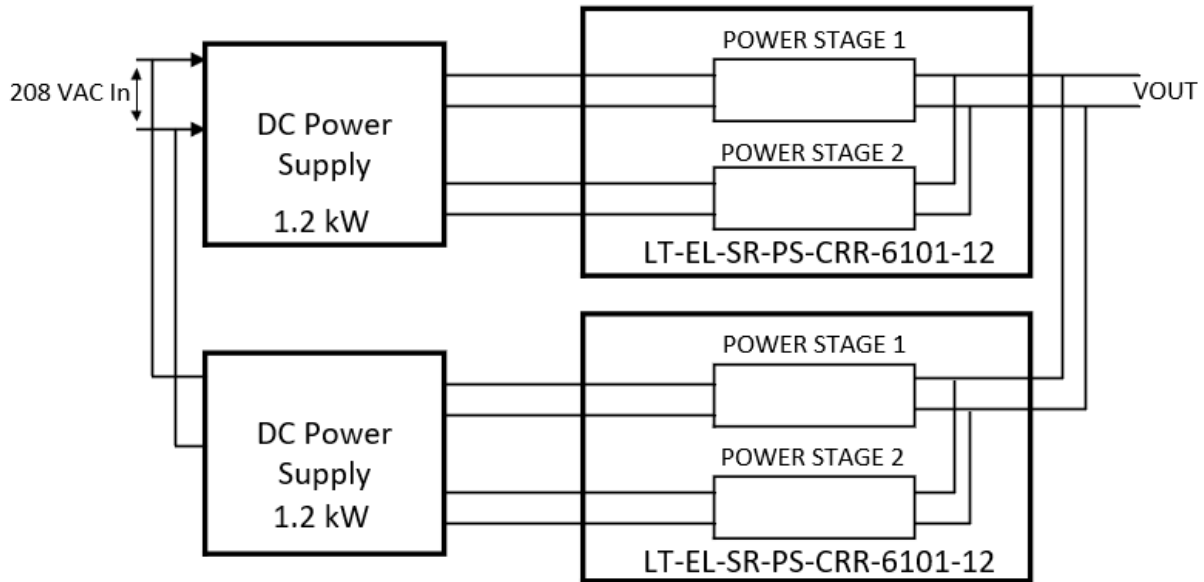 208 VAC In
DC Power
Supply
1.2 kW
POWER STAGE 1
POWER STAGE 2
LT-EL-SR-PS-CRR-6101-12
VOUT
DC Power
Supply
1.2 kW
POWER STAGE 1
POWER STAGE 2
LT-EL-SR-PS-CRR-6101-12